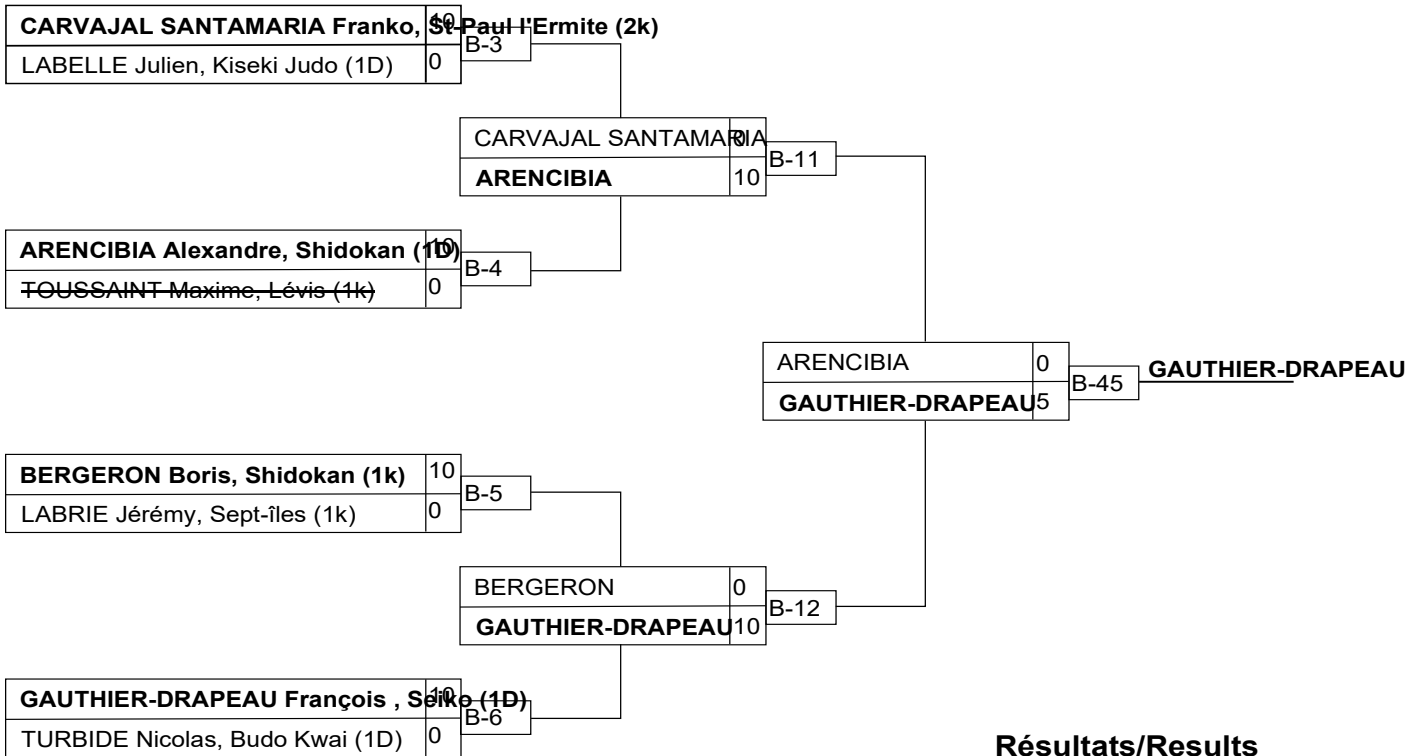 CARVAJAL SANTAMARIA Franko, St-Paul l'Ermite (2k) 10
B-3
LABELLE Julien, Kiseki Judo (1D) 0
CARVAJAL SANTAMARIA 0
B-11
ARENCIBIA 10
ARENCIBIA Alexandre, Shidokan (1D) 10
B-4
TOUSSAINT Maxime, Lévis (1k) 0
ARENCIBIA 0
B-45 GAUTHIER-DRAPEAU
GAUTHIER-DRAPEAU 5
BERGERON Boris, Shidokan (1k) 10
B-5
LABRIE Jérémy, Sept-îles (1k) 0
BERGERON 0
B-12
GAUTHIER-DRAPEAU 10
GAUTHIER-DRAPEAU François , Seiko (1D) 10
B-6
TURBIDE Nicolas, Budo Kwai (1D) 0
Résultats/Results